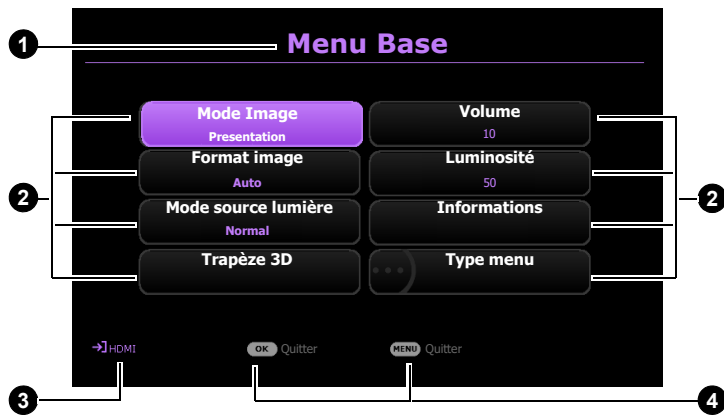 1
Menu Base
Mode Image
Presentation
Volume
10
Format image
Auto
Luminosité
50
2
2
Mode source lumière
Normal
Informations
Trapèze 3D
Type menu
HDMI
OK Quitter
MENU Quitter
3
4